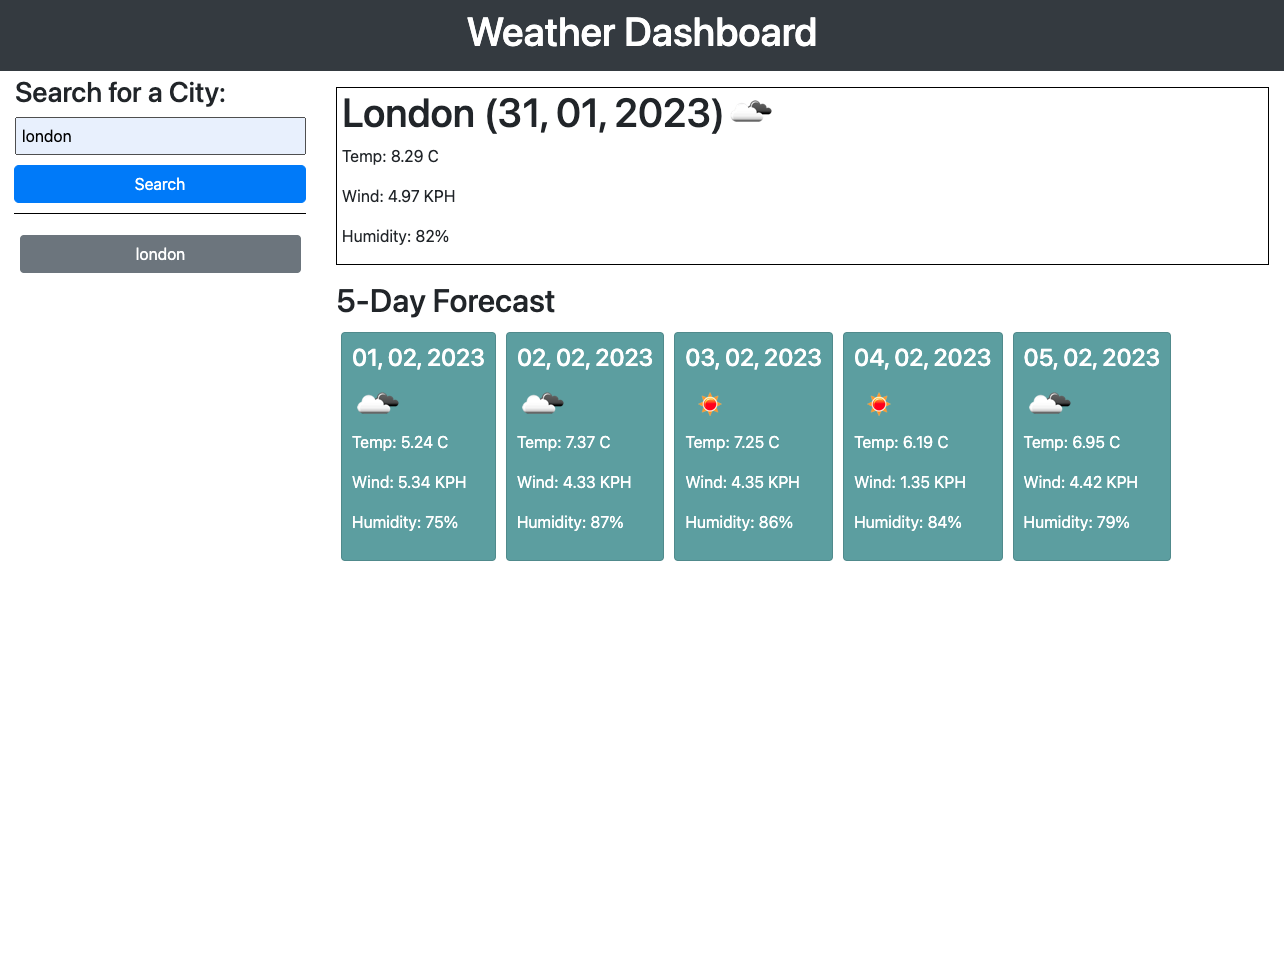 Weather Dashboard
Search for a City:
london
Search
london
London (31, 01, 2023)
Temp: 8.29 C
Wind: 4.97 KPH
Humidity: 82%
5-Day Forecast
01, 02, 2023
Temp: 5.24 C
Wind: 5.34 KPH
Humidity: 75%
02, 02, 2023
Temp: 7.37 C
Wind: 4.33 KPH
Humidity: 87%
03, 02, 2023
Temp: 7.25 C
Wind: 4.35 KPH
Humidity: 86%
04, 02, 2023
Temp: 6.19 C
Wind: 1.35 KPH
Humidity: 84%
05, 02, 2023
Temp: 6.95 C
Wind: 4.42 KPH
Humidity: 79%